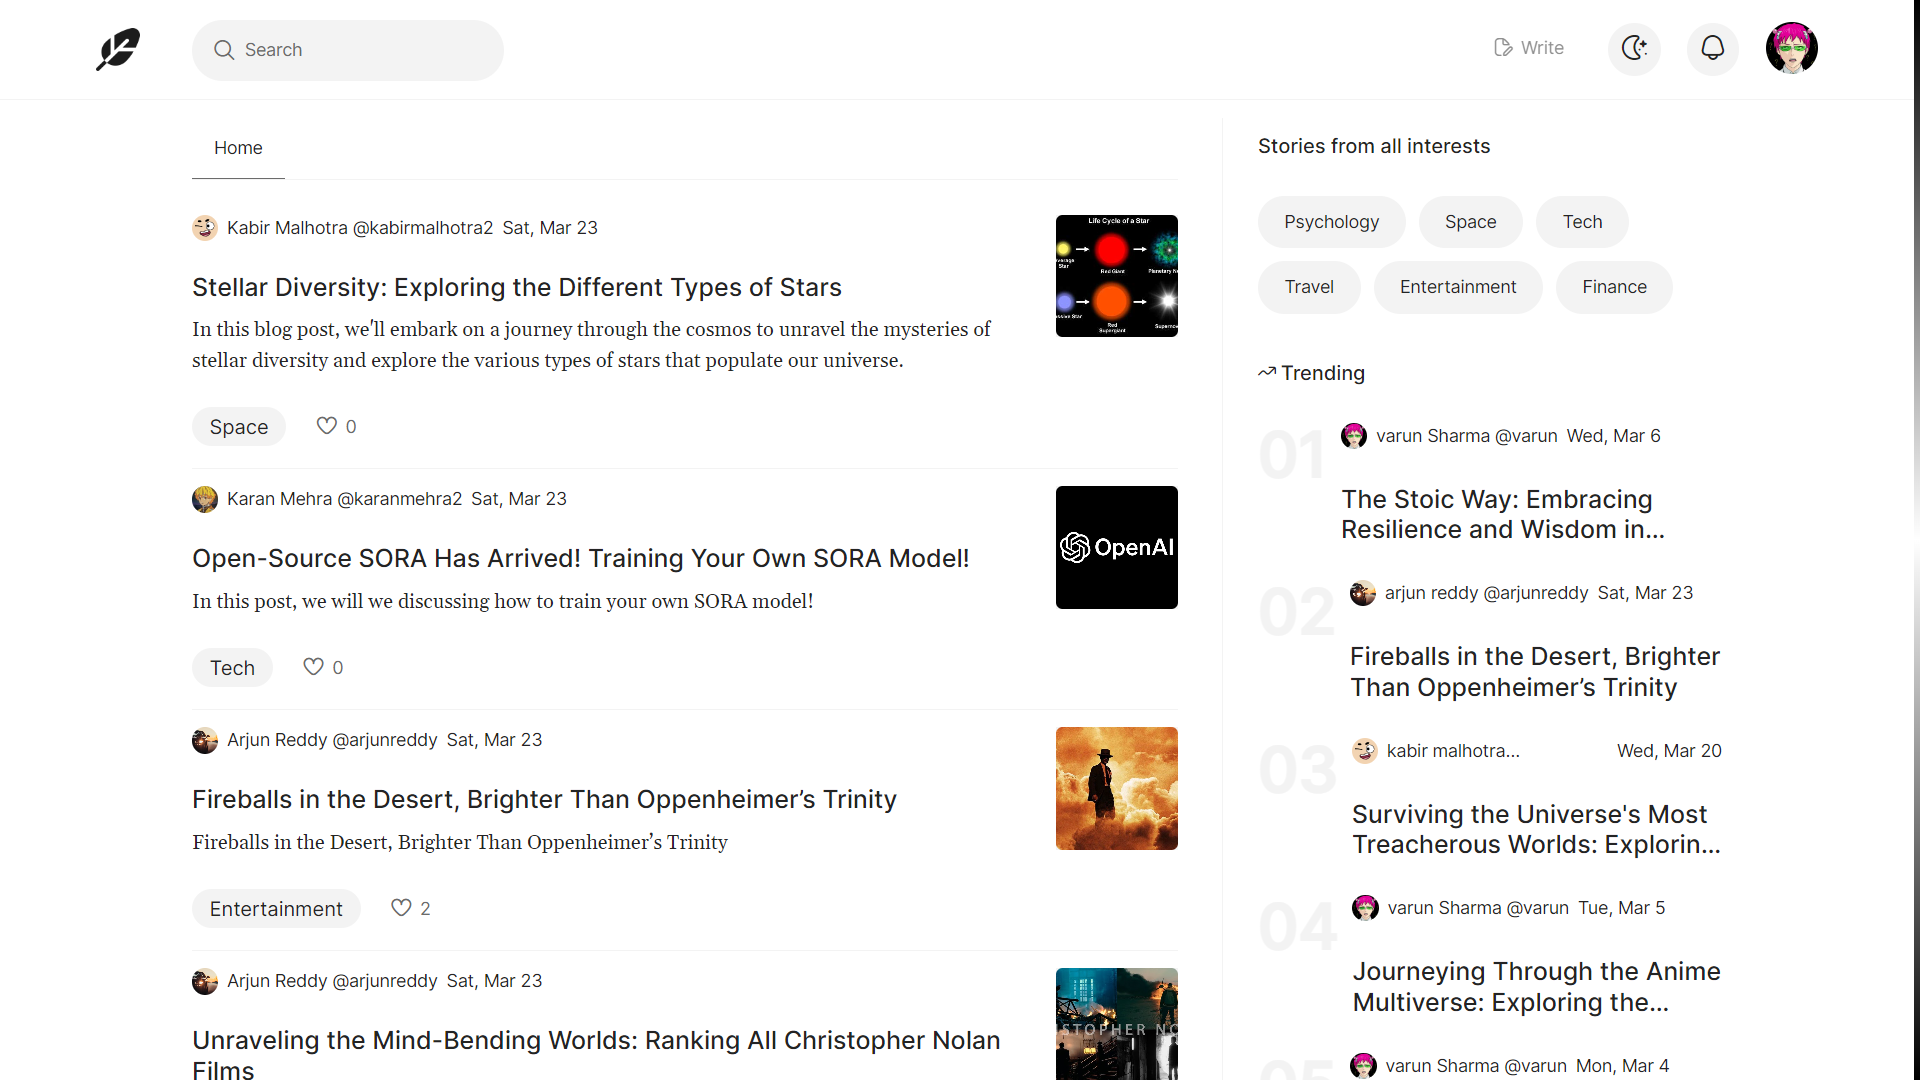 Search
Write
Home
Kabir Malhotra @kabirmalhotra2 Sat, Mar 23
Stellar Diversity: Exploring the Different Types of Stars
In this blog post, we'll embark on a journey through the cosmos to unravel the mysteries of
stellar diversity and explore the various types of stars that populate our universe.
Space 0
Life Cycle of a Star
Red Giant
Planetary Ne
Star
Red
Supergiant
Supernov
Karan Mehra @karanmehra2 Sat, Mar 23
Open-Source SORA Has Arrived! Training Your Own SORA Model!
In this post, we will we discussing how to train your own SORA model!
Tech 0
OpenAI
Arjun Reddy @arjunreddy Sat, Mar 23
Fireballs in the Desert, Brighter Than Oppenheimer’s Trinity
Fireballs in the Desert, Brighter Than Oppenheimer’s Trinity
Entertainment 2
Arjun Reddy @arjunreddy Sat, Mar 23
Unraveling the Mind-Bending Worlds: Ranking All Christopher Nolan
Films
STOPHER NO
Stories from all interests
Psychology Space Tech
Travel Entertainment Finance
Trending
01 varun Sharma @varun Wed, Mar 6
The Stoic Way: Embracing
Resilience and Wisdom in...
02 arjun reddy @arjunreddy Sat, Mar 23
Fireballs in the Desert, Brighter
Than Oppenheimer’s Trinity
03 kabir malhotra... Wed, Mar 20
Surviving the Universe's Most
Treacherous Worlds: Explorin...
04 varun Sharma @varun Tue, Mar 5
Journeying Through the Anime
Multiverse: Exploring the...
05 varun Sharma @varun Mon, Mar 4